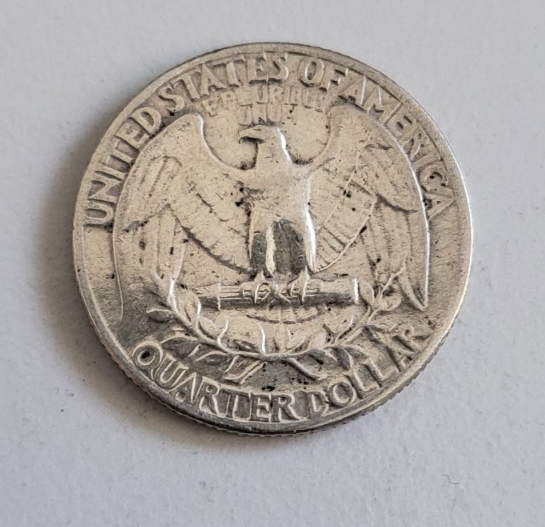 UNITED STATES OF AMERICA
E PLURIBUS
UNUM
QUARTER DOLLAR